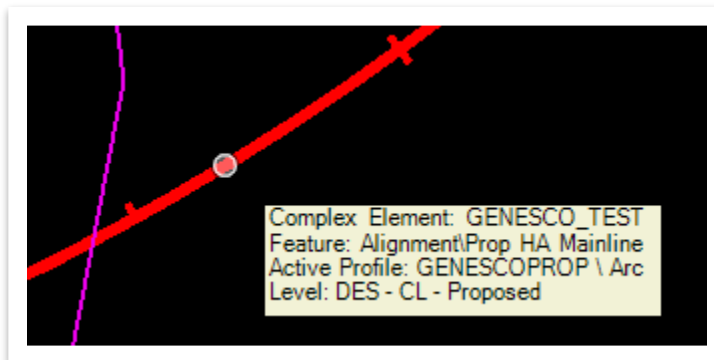 Complex Element: GENESCO_TEST
Feature: Alignment\Prop HA Mainline
Active Profile: GENESCOPROP \ Arc
Level: DES - CL - Proposed